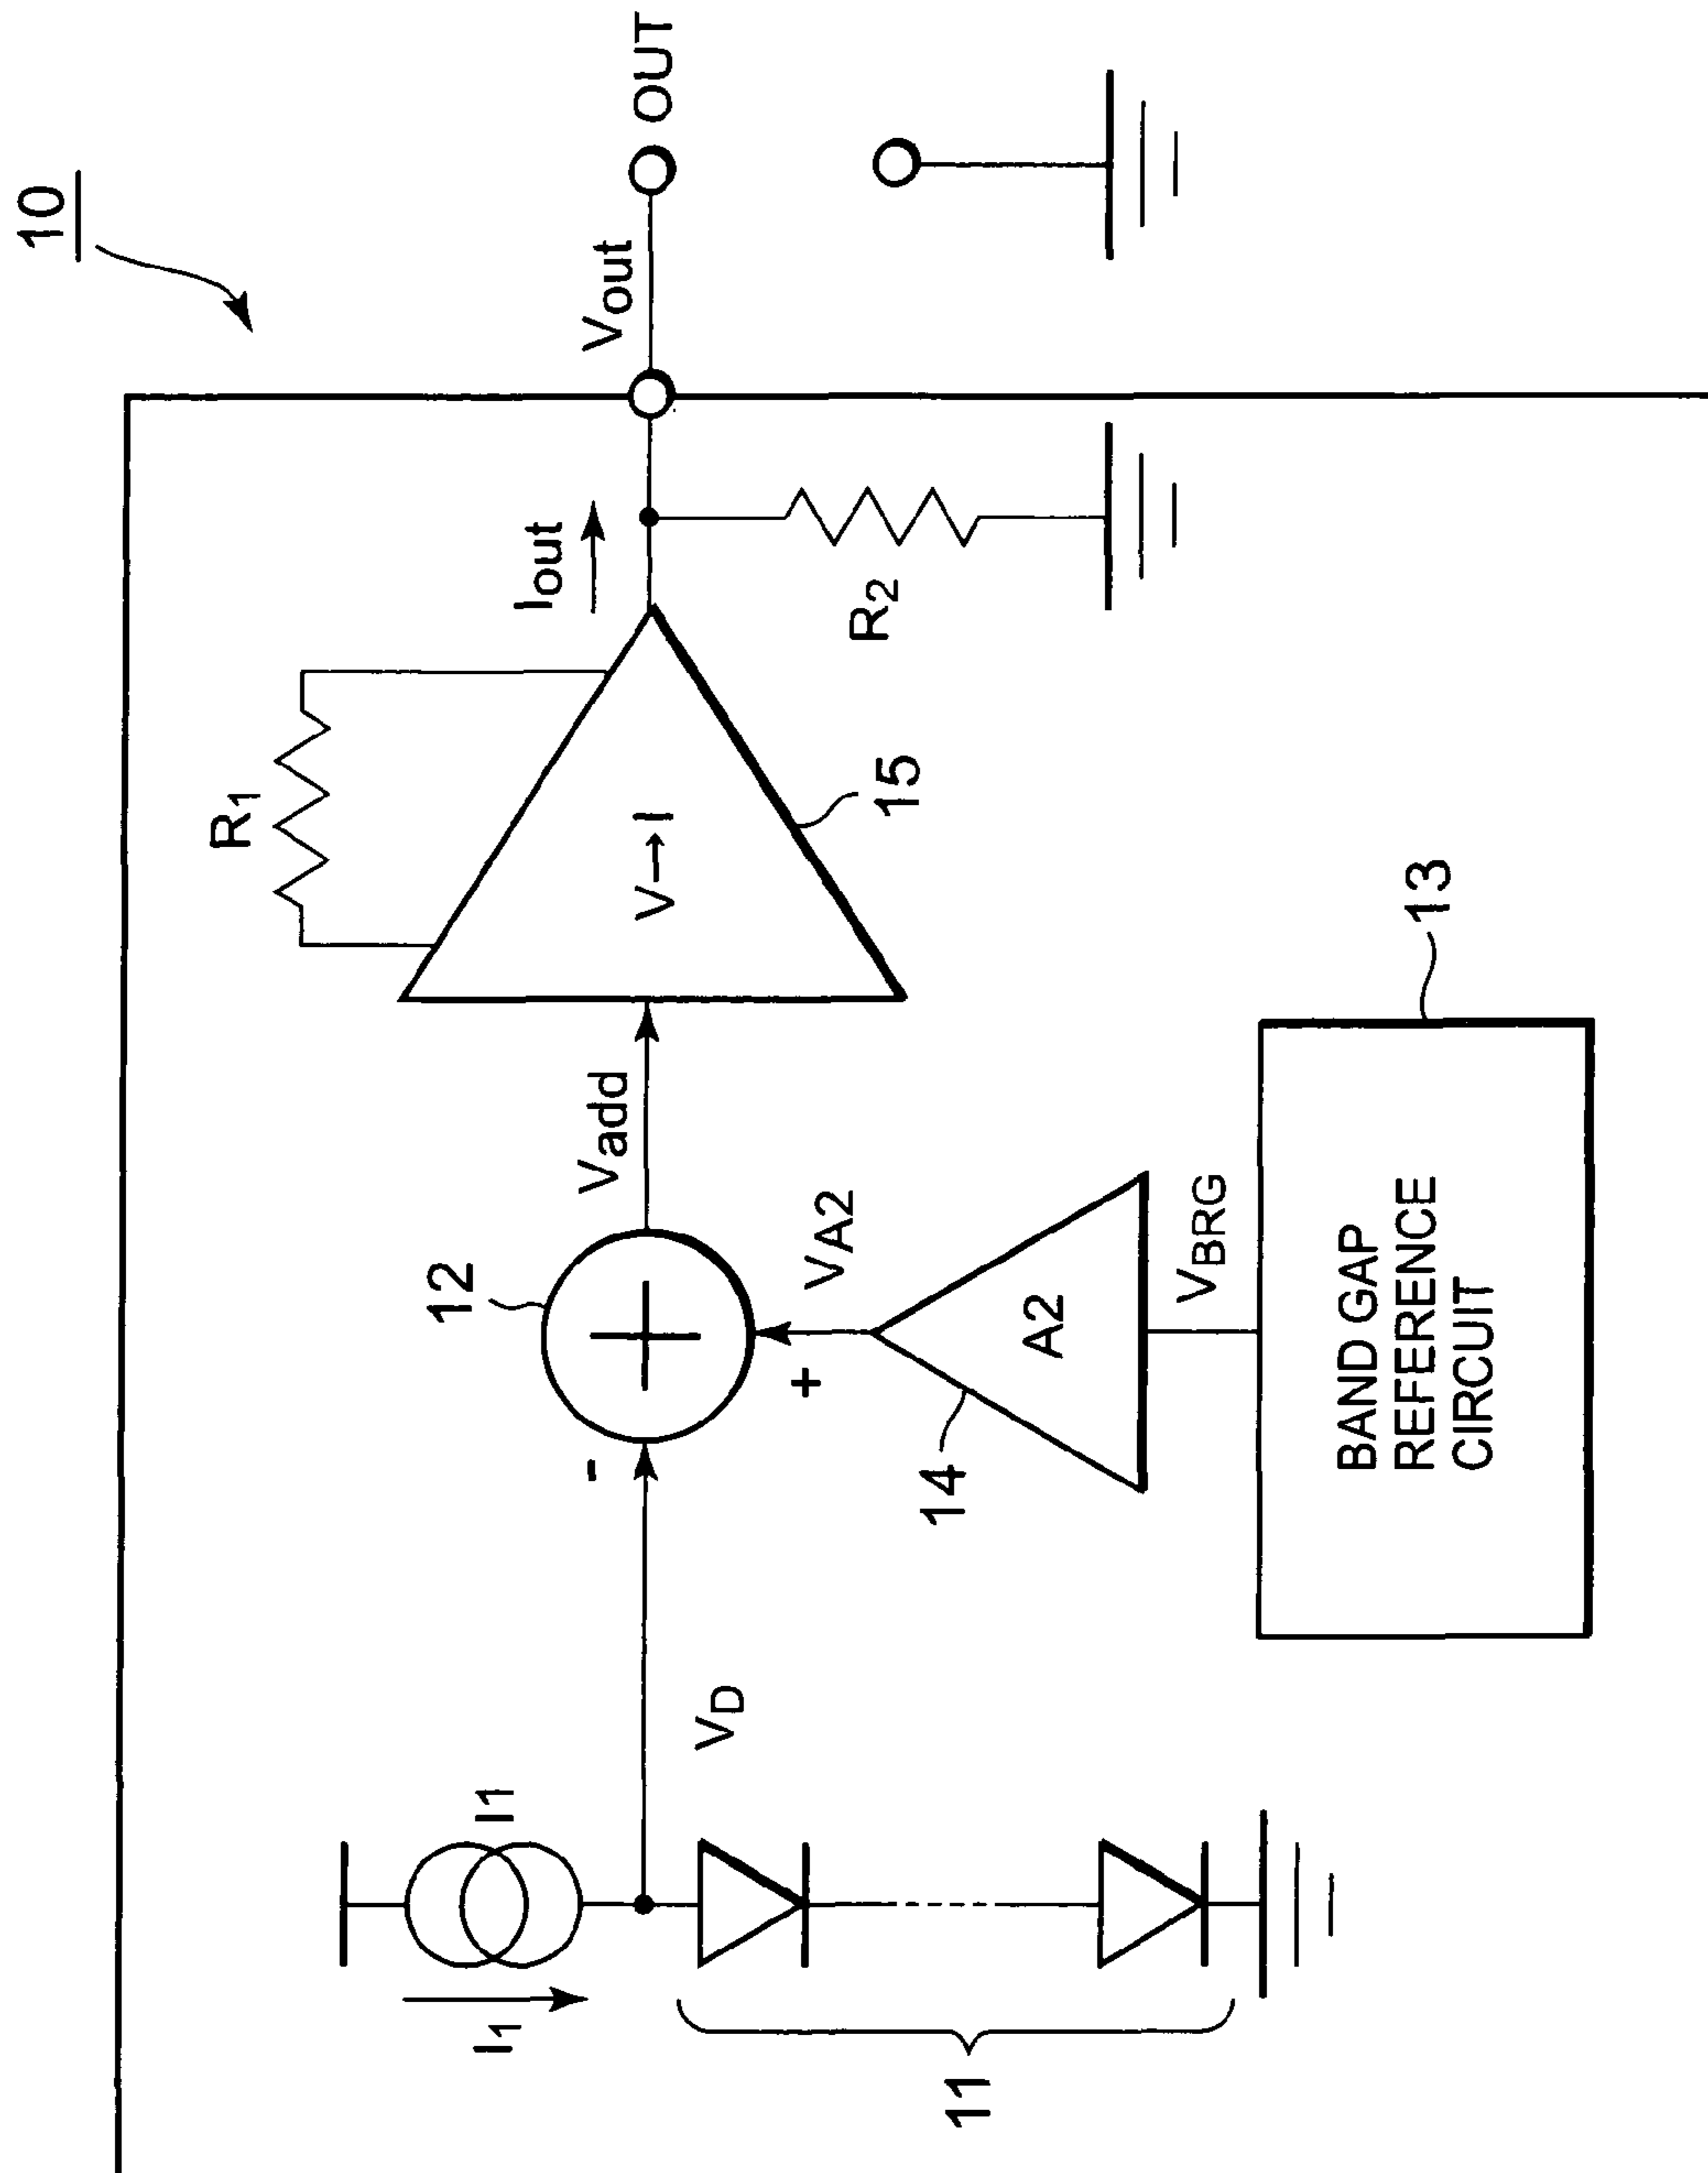 10
R1
Iout
Vout
OUT
I1
I1
12
Vadd
V→I
-
VD
+
VA2
R2
15
11
14
A2
VBRG
13
BAND GAP
REFERENCE
CIRCUIT